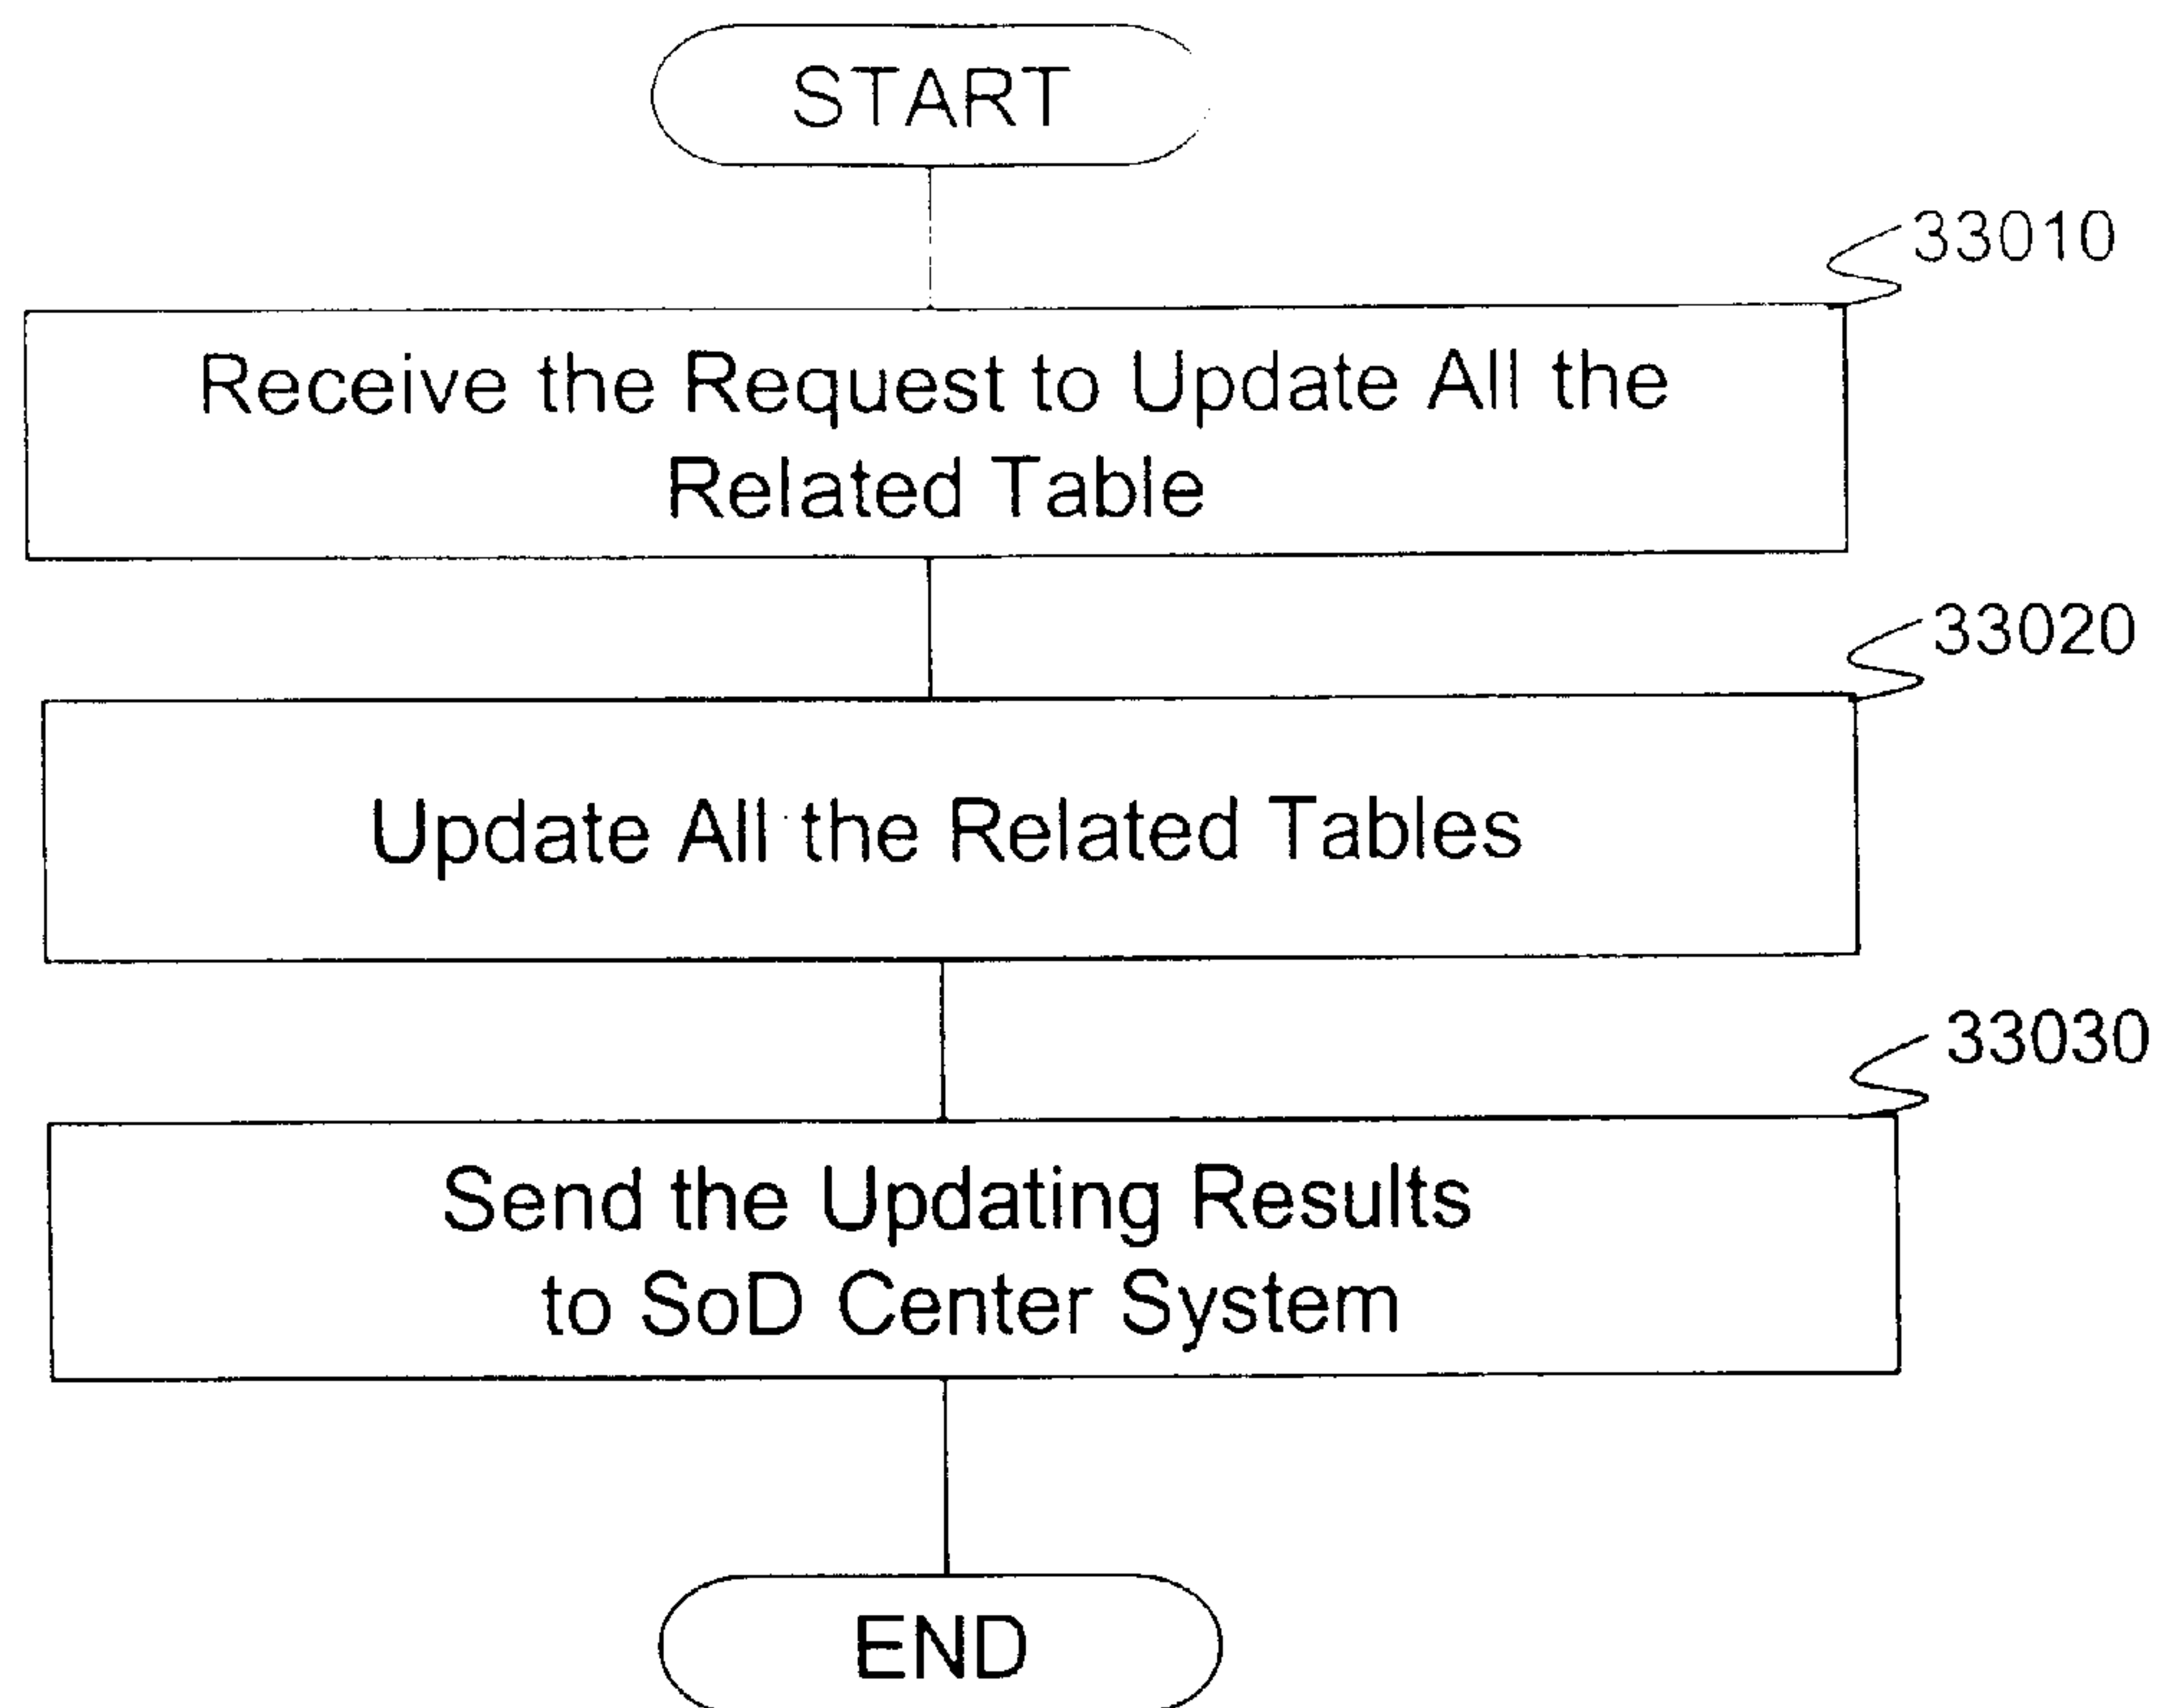 START
33010
Receive the Request to Update All the
Related Table
33020
Update All the Related Tables
33030
Send the Updating Results
to SoD Center System
END